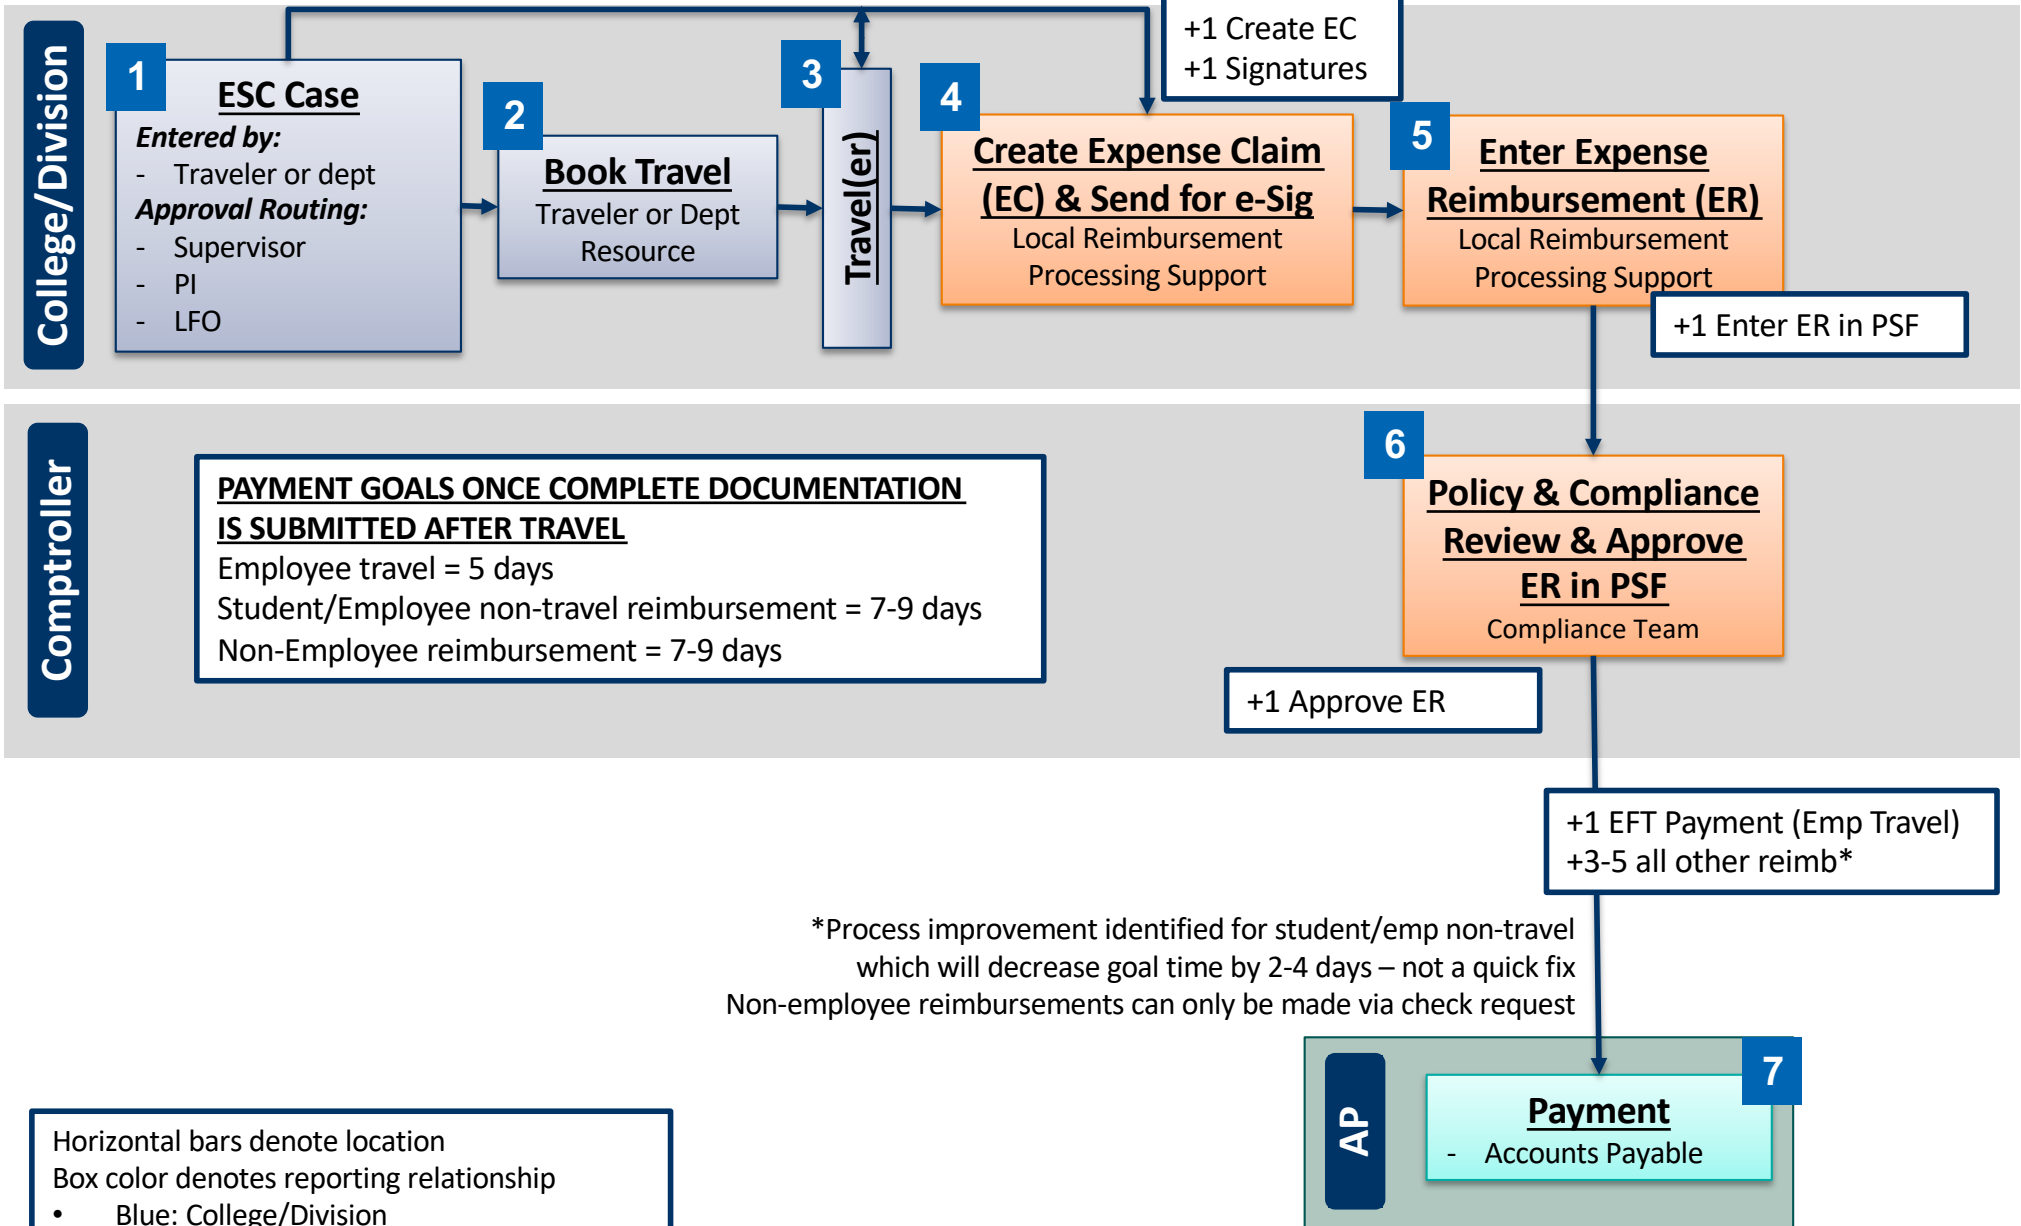 College/Division
1
ESC Case
Entered by:
- Traveler or dept
Approval Routing:
- Supervisor
- PI
- LFO
2
Book Travel
Traveler or Dept
Resource
3
Travel(er)
+1 Create EC
+1 Signatures
4
Create Expense Claim
(EC) & Send for e-Sig
Local Reimbursement
Processing Support
5
Enter Expense
Reimbursement (ER)
Local Reimbursement
Processing Support
+1 Enter ER in PSF
Comptroller
PAYMENT GOALS ONCE COMPLETE DOCUMENTATION
IS SUBMITTED AFTER TRAVEL
Employee travel = 5 days
Student/Employee non-travel reimbursement = 7-9 days
Non-Employee reimbursement = 7-9 days
6
Policy & Compliance
Review & Approve
ER in PSF
Compliance Team
+1 Approve ER
+1 EFT Payment (Emp Travel)
+3-5 all other reimb*
*Process improvement identified for student/emp non-travel
which will decrease goal time by 2-4 days – not a quick fix
Non-employee reimbursements can only be made via check request
AP
7
Payment
- Accounts Payable
Horizontal bars denote location
Box color denotes reporting relationship
• Blue: College/Division